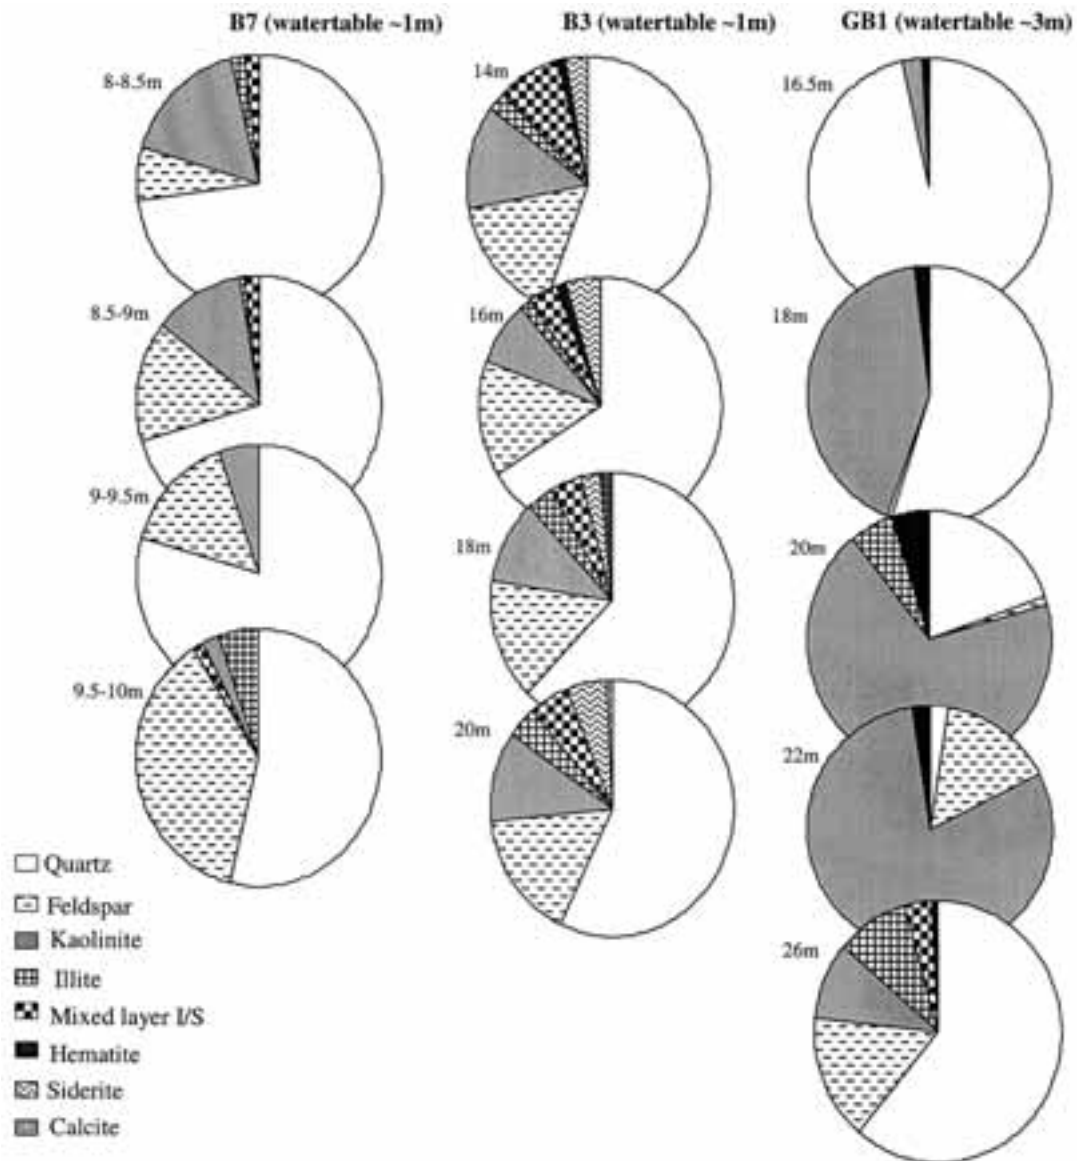 B7 (watertable ~1m)
B3 (watertable ~1m)
GB1 (watertable ~3m)
8-8.5m
8.5-9m
9-9.5m
9.5-10m
14m
16m
18m
20m
16.5m
18m
20m
22m
26m
Quartz
Feldspar
Kaolinite
Illite
Mixed layer I/S
Hematite
Siderite
Calcite